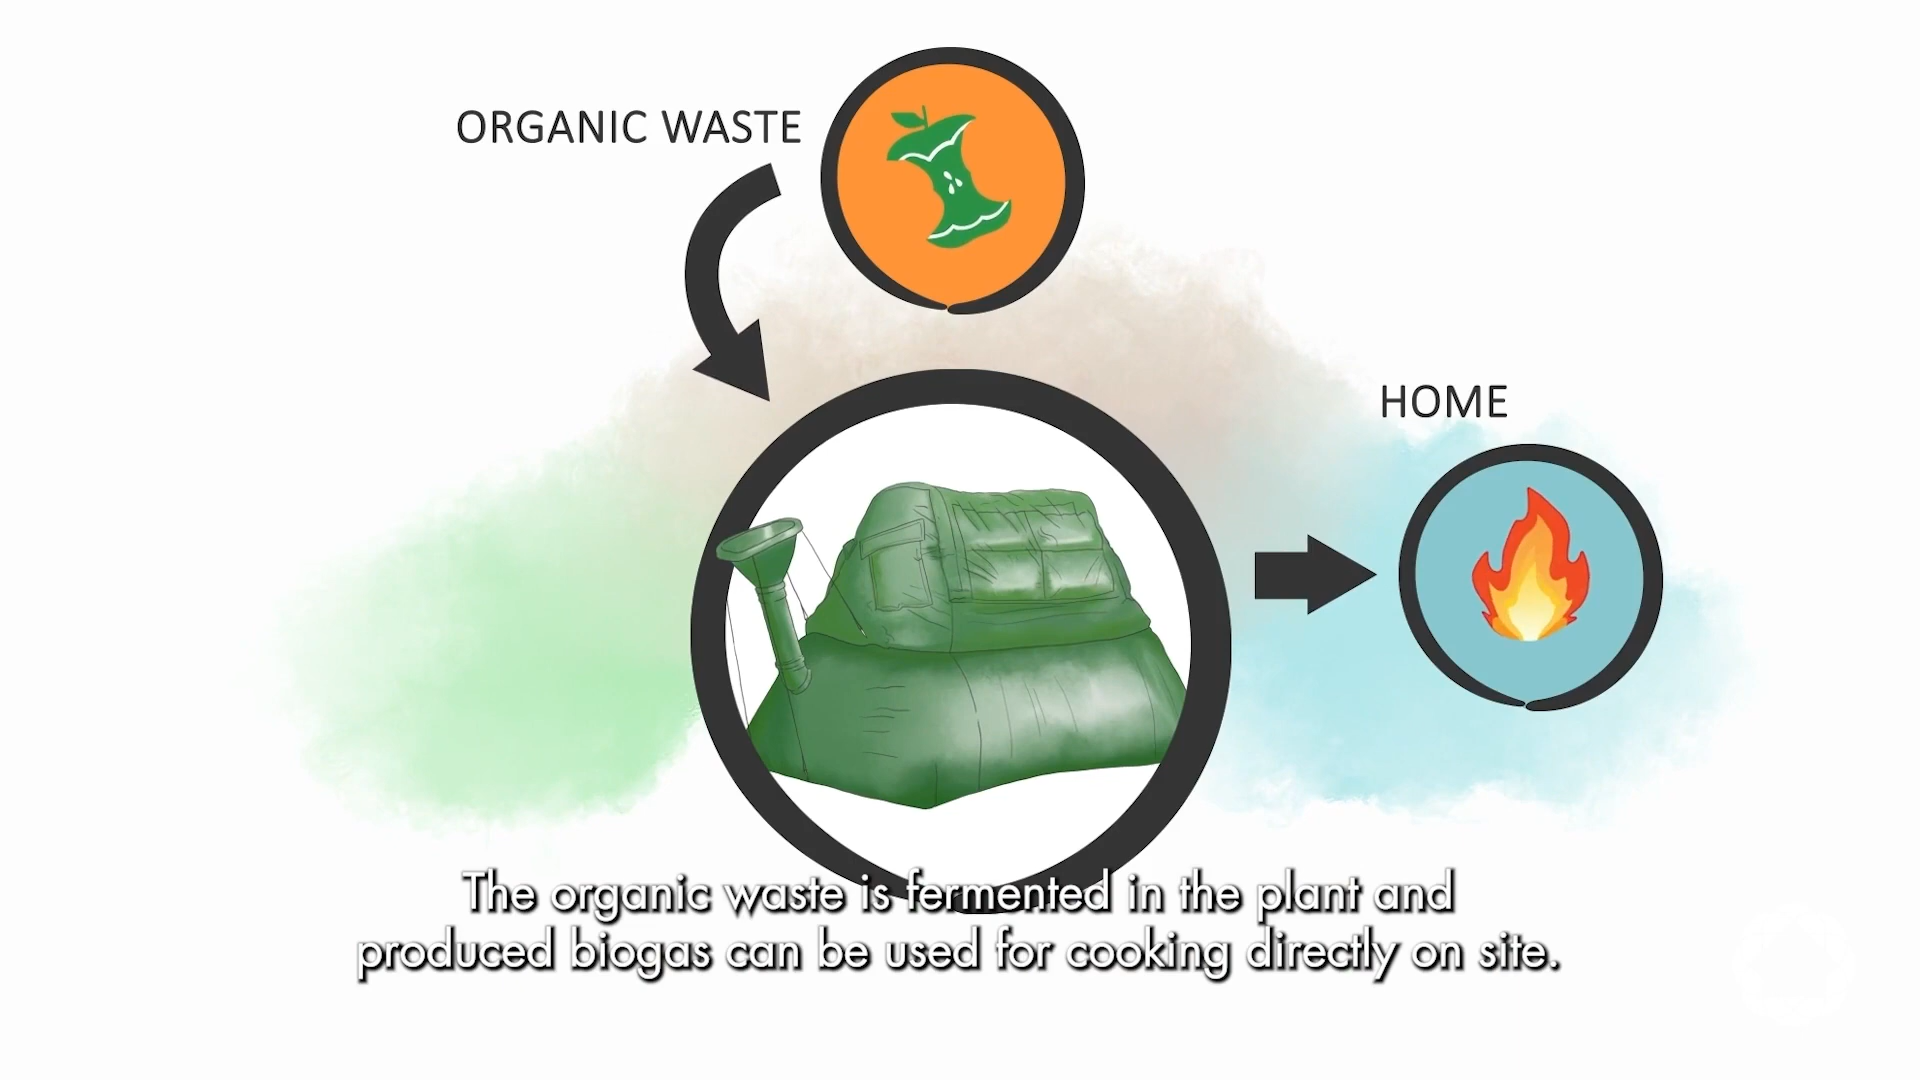 ORGANIC WASTE
HOME
The organic waste is fermented in the plant and
produced biogas can be used for cooking directly on site.